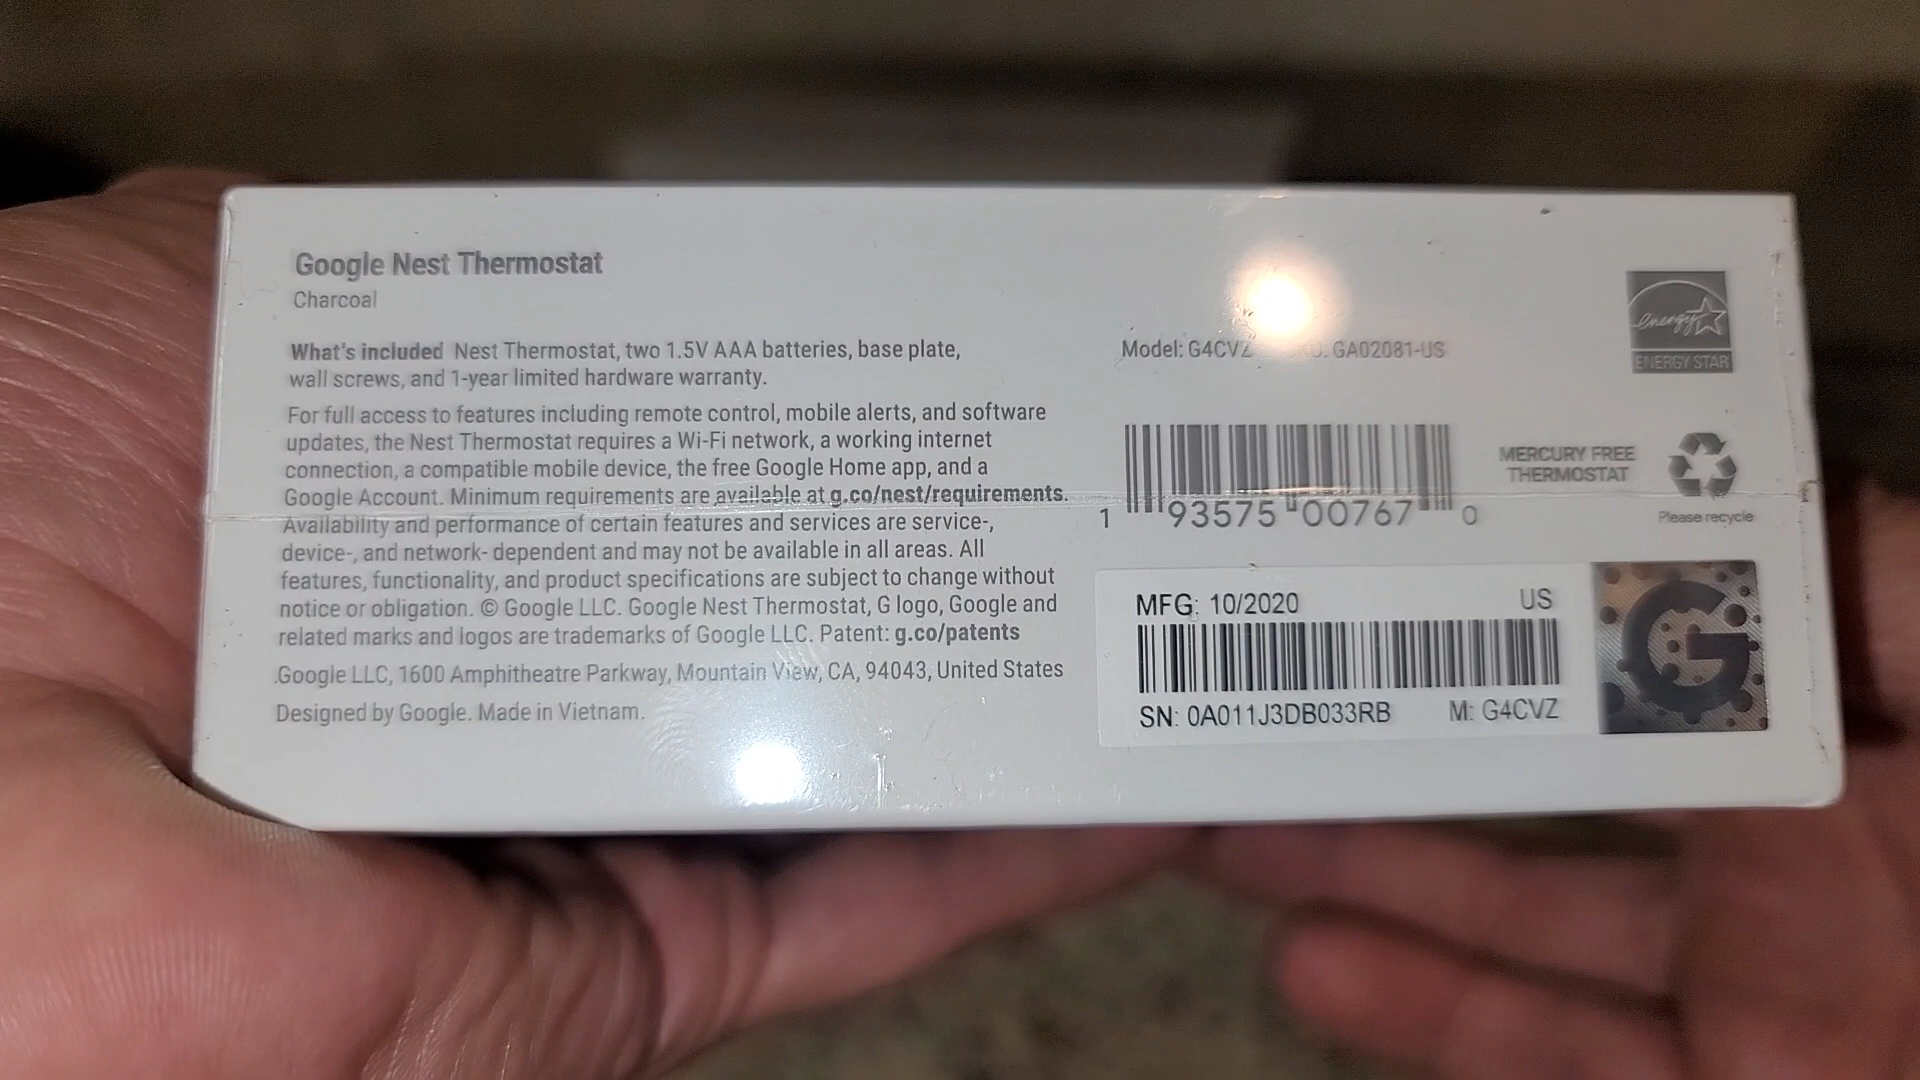 Google Nest Thermostat
Charcoal
What's included Nest Thermostat, two 1.5V AAA batteries, base plate,
wall screws, and 1-year limited hardware warranty.
For full access to features including remote control, mobile alerts, and software
updates, the Nest Thermostat requires a Wi-Fi network, a working internet
connection, a compatible mobile device, the free Google Home app, and a
Google Account. Minimum requirements are available at g.co/nest/requirements.
Availability and performance of certain features and services are service-,
device-, and network- dependent and may not be available in all areas. All
features, functionality, and product specifications are subject to change without
notice or obligation. © Google LLC. Google Nest Thermostat, G logo, Google and
related marks and logos are trademarks of Google LLC. Patent: g.co/patents
Google LLC, 1600 Amphitheatre Parkway, Mountain View, CA, 94043, United States
Designed by Google. Made in Vietnam.
Model: G4CVZ GA02081-US
energy
ENERGY STAR
1 93575 00767 0
MERCURY FREE
THERMOSTAT
Please recycle
MFG: 10/2020 US
SN: 0A011J3DB033RB M: G4CVZ
G